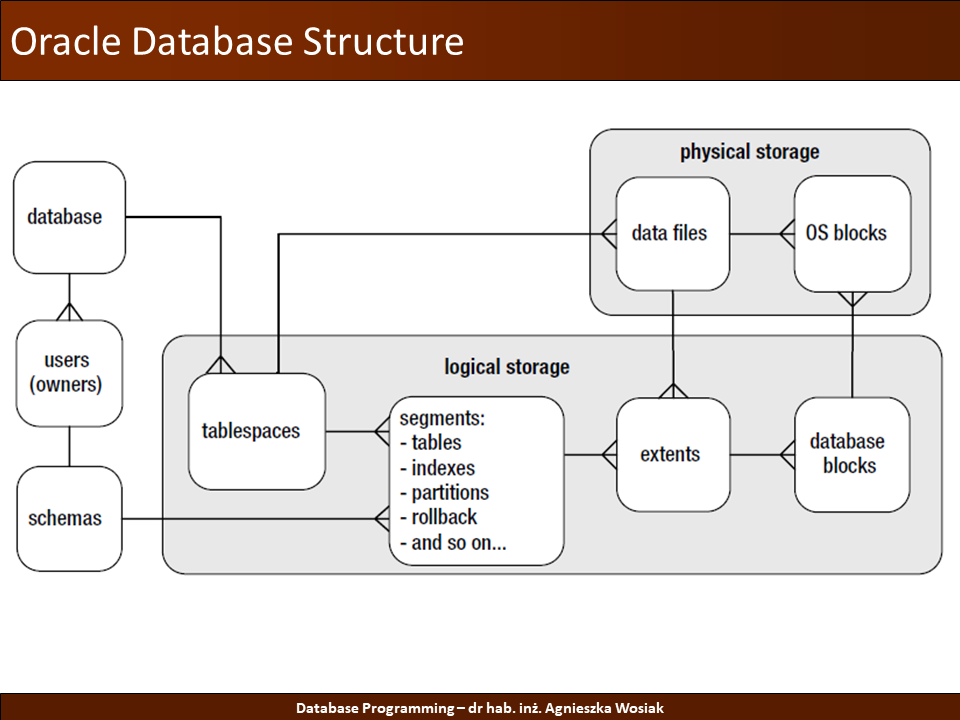 Oracle Database Structure
physical storage
database
data files
OS blocks
users
(owners)
logical storage
tablespaces
segments:
- tables
- indexes
- partitions
- rollback
- and so on...
extents
database
blocks
schemas
Database Programming – dr hab. inż. Agnieszka Wosiak